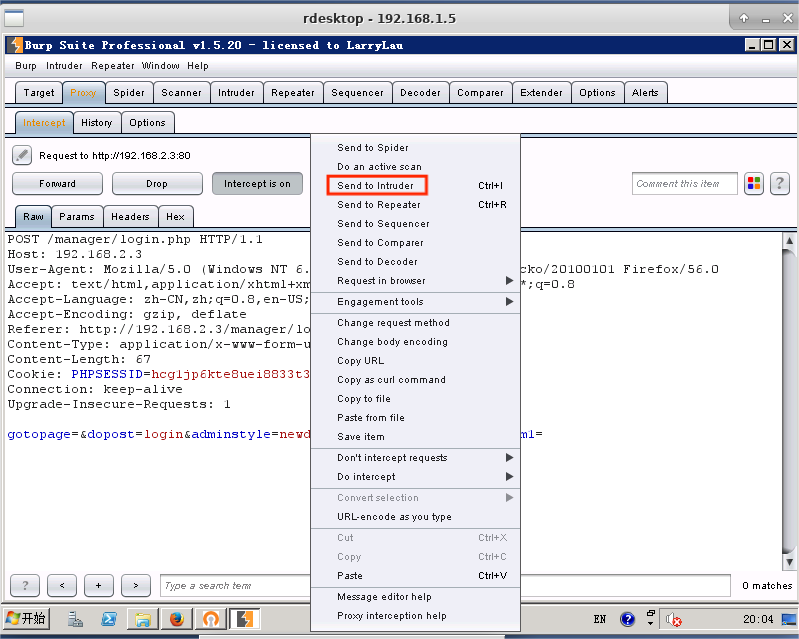 rdesktop - 192.168.1.5
Burp Suite Professional v1.5.20 - licensed to LarryLau
Burp Intruder Repeater Window Help
Target Proxy Spider Scanner Intruder Repeater Sequencer Decoder Comparer Extender Options Alerts
Intercept History Options
Request to http://192.168.2.3:80
Forward Drop Intercept is on Comment this item ?
Raw Params Headers Hex
POST /manager/login.php HTTP/1.1
Host: 192.168.2.3
User-Agent: Mozilla/5.0 (Windows NT 6. cko/20100101 Firefox/56.0
Accept: text/html,application/xhtml+xm *;q=0.8
Accept-Language: zh-CN,zh;q=0.8,en-US;
Accept-Encoding: gzip, deflate
Referer: http://192.168.2.3/manager/lo
Content-Type: application/x-www-form-u
Content-Length: 67
Cookie: PHPSESSID=hcg1jp6kte8uei8833t3
Connection: keep-alive
Upgrade-Insecure-Requests: 1
gotopage=&dopost=login&adminstyle=newd m1=
Send to Spider
Do an active scan
Send to Intruder Ctrl+I
Send to Repeater Ctrl+R
Send to Sequencer
Send to Comparer
Send to Decoder
Request in browser
Engagement tools
Change request method
Change body encoding
Copy URL
Copy as curl command
Copy to file
Paste from file
Save item
Don't intercept requests
Do intercept
Convert selection
URL-encode as you type
Cut Ctrl+X
Copy Ctrl+C
Paste Ctrl+V
Message editor help
Proxy interception help
? < + > Type a search term 0 matches
开始 EN ? 20:04